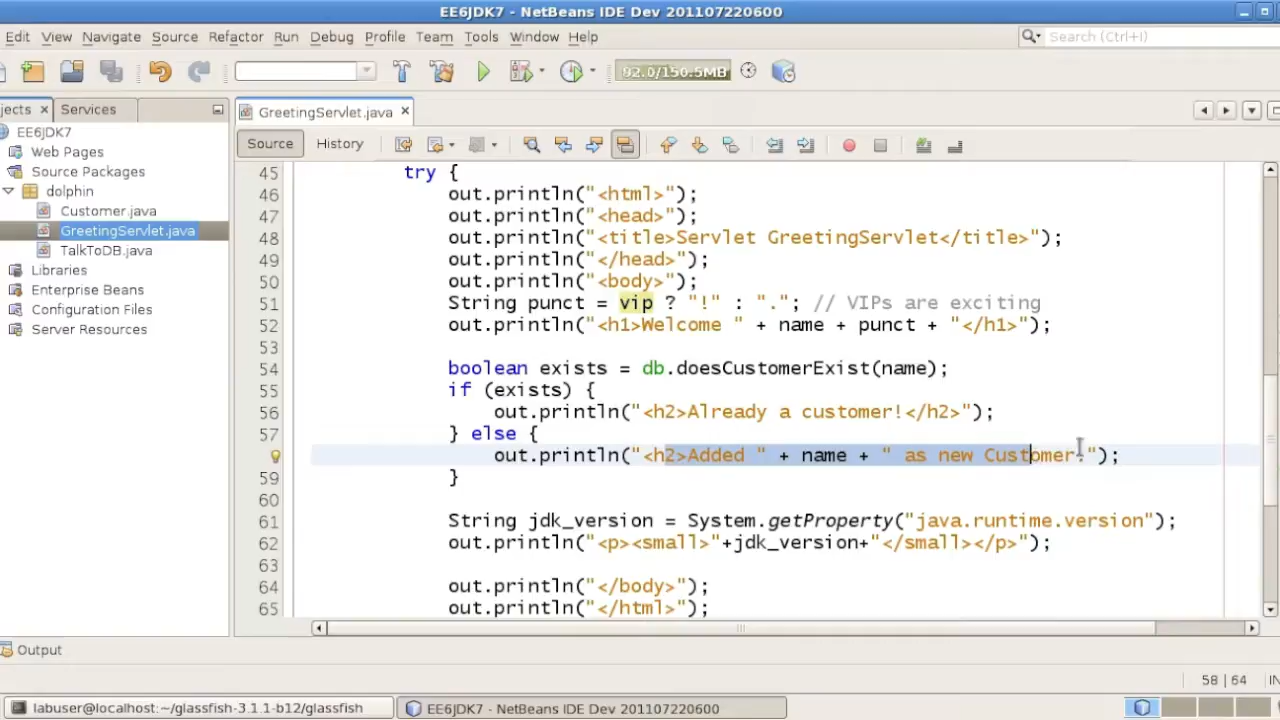 EE6JDK7 - NetBeans IDE Dev 201107220600
Edit View Navigate Source Refactor Run Debug Profile Team Tools Window Help Search (Ctrl+I)
92.0/150.5MB
jects × Services GreetingServlet.java ×
EE6JDK7
Web Pages
Source Packages
dolphin
Customer.java
GreetingServlet.java
TalkToDB.java
Libraries
Enterprise Beans
Configuration Files
Server Resources
Source History
45 try {
46 out.println("<html>");
47 out.println("<head>");
48 out.println("<title>Servlet GreetingServlet</title>");
49 out.println("</head>");
50 out.println("<body>");
51 String punct = vip ? "!" : "."; // VIPs are exciting
52 out.println("<h1>Welcome " + name + punct + "</h1>");
53
54 boolean exists = db.doesCustomerExist(name);
55 if (exists) {
56 out.println("<h2>Already a customer!</h2>");
57 } else {
out.println("<h2>Added " + name + " as new Customer.");
59 }
60
61 String jdk_version = System.getProperty("java.runtime.version");
62 out.println("<p><small>"+jdk_version+"</small></p>");
63
64 out.println("</body>");
65 out.println("</html>");
Output
58 | 64 IN
labuser@localhost:~/glassfish-3.1.1-b12/glassfish EE6JDK7 - NetBeans IDE Dev 201107220600